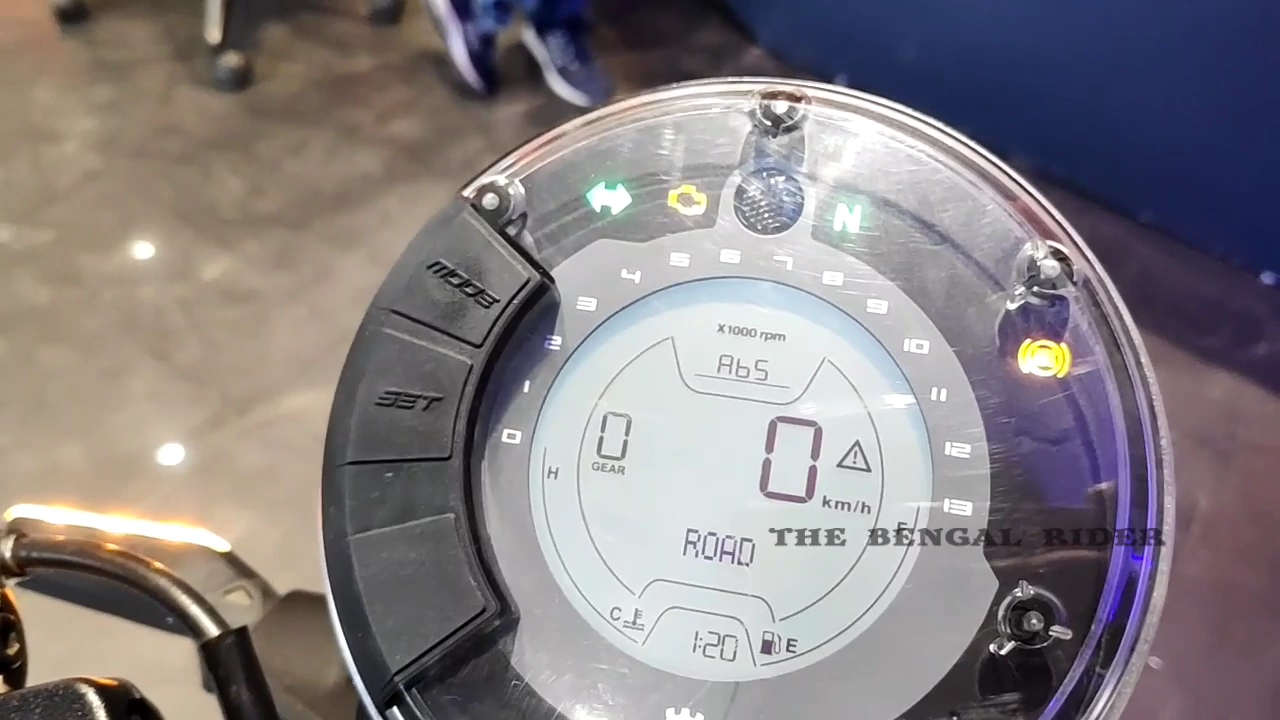 N
MODE
SET
0 1 2 3 4 5 6 7 8 9 10 11 12 13
X1000 rpm
AbS
0
GEAR
0
km/h
H
F
ROAD
THE BENGAL RIDER
C
1:20
E